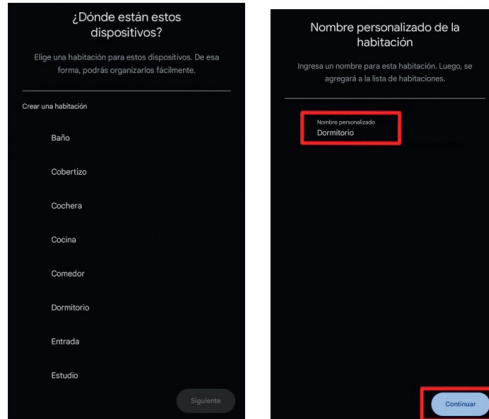 ¿Dónde están estos
dispositivos?
Elige una habitación para estos dispositivos. De esa
forma, podrás organizarlos fácilmente.
Crear una habitación
Baño
Cobertizo
Cochera
Cocina
Comedor
Dormitorio
Entrada
Estudio
Siguiente
Nombre personalizado de la
habitación
Ingresa un nombre para esta habitación. Luego, se
agregará a la lista de habitaciones.
Nombre personalizado
Dormitorio
Continuar